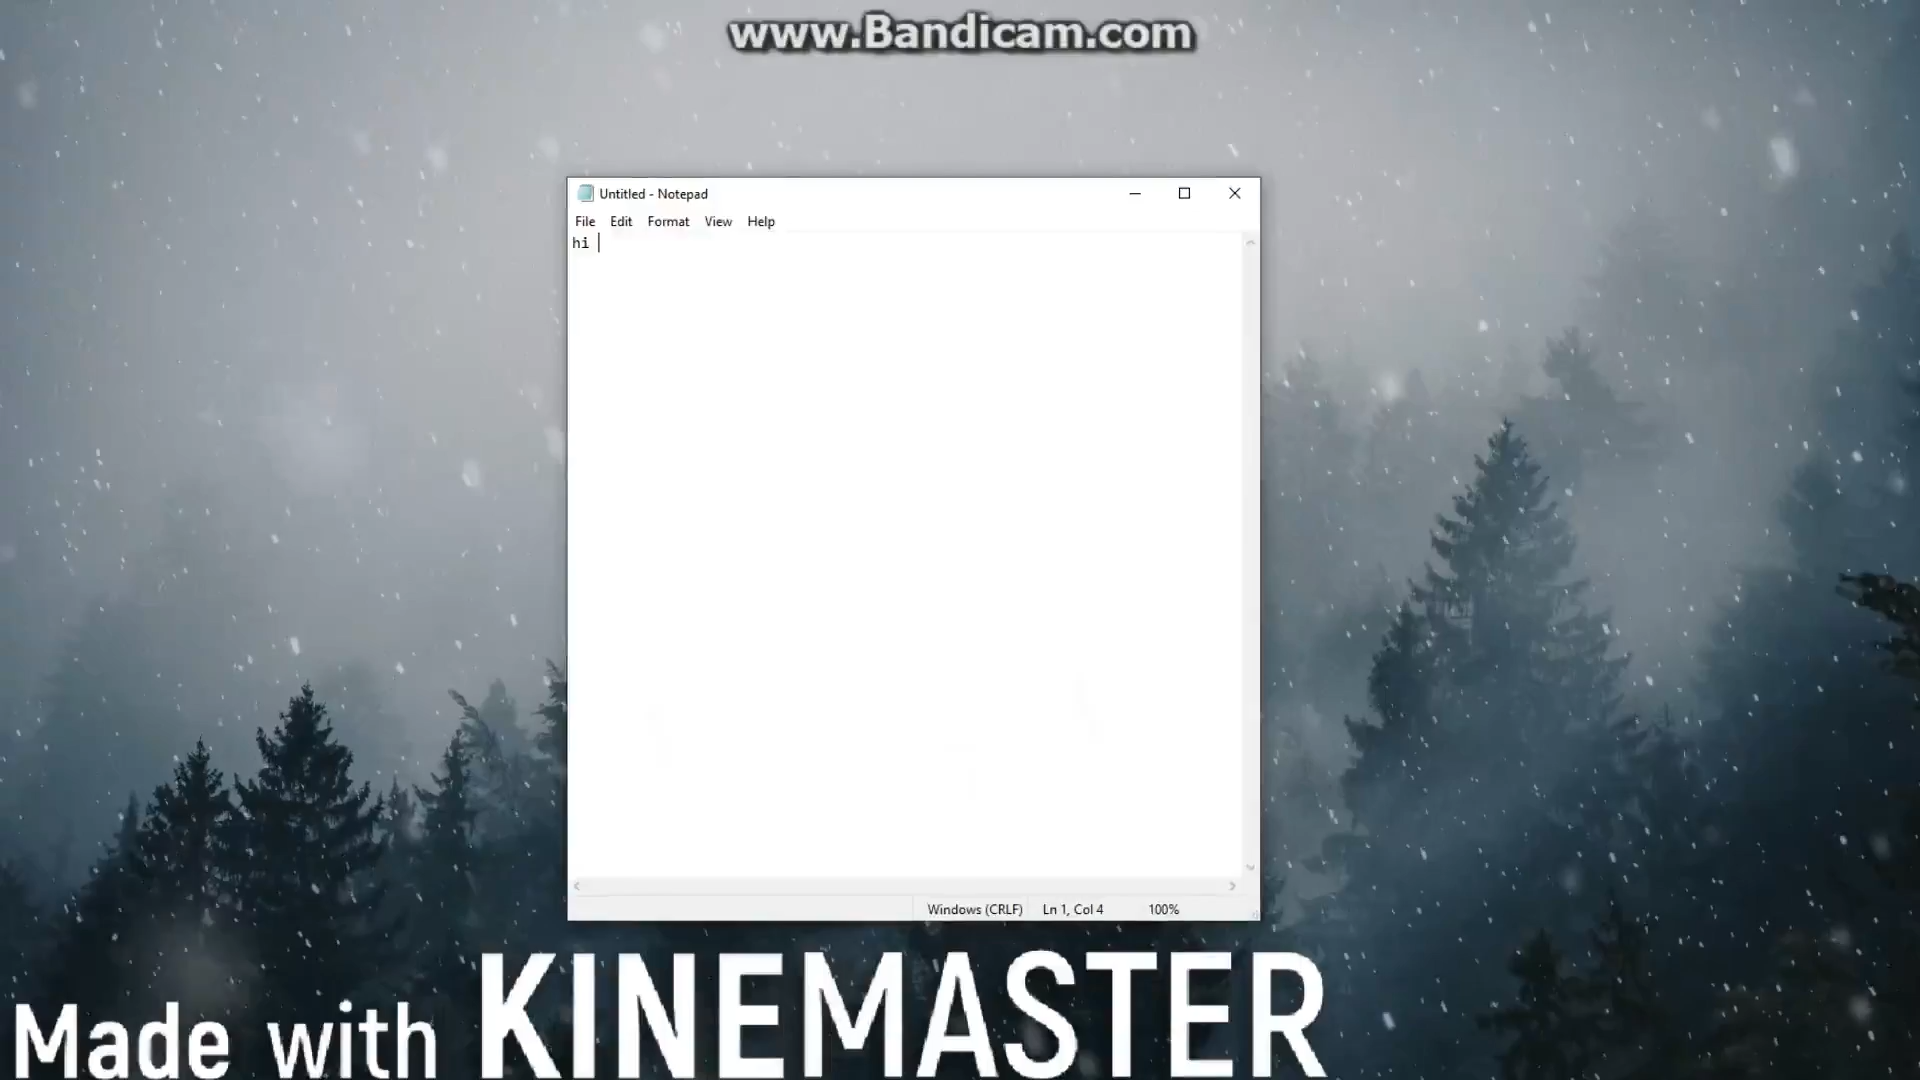 www.Bandicam.com
Untitled - Notepad
File Edit Format View Help
hi
Windows (CRLF) Ln 1, Col 4 100%
Made with KINEMASTER